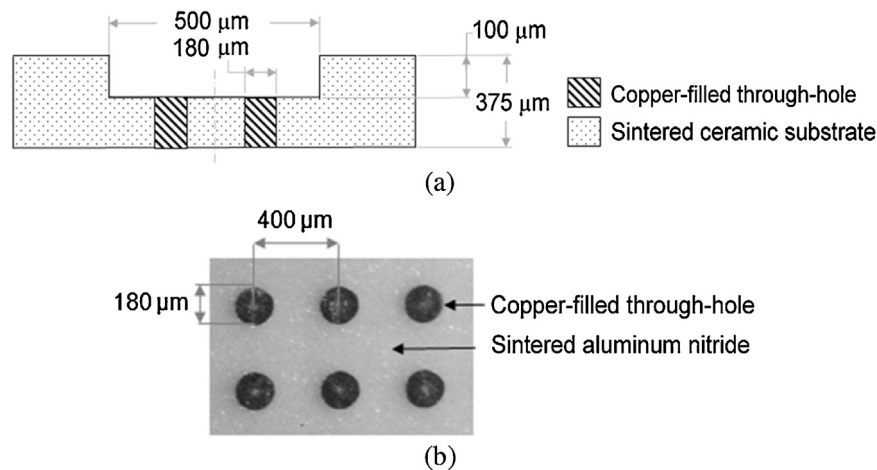 500 µm
180 µm
100 µm
375 µm
Copper-filled through-hole
Sintered ceramic substrate
(a)
400 µm
180 µm
Copper-filled through-hole
Sintered aluminum nitride
(b)